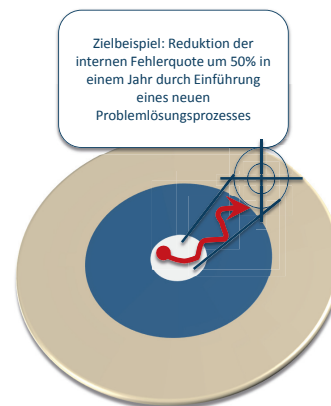 Zielbeispiel: Reduktion der
internen Fehlerquote um 50% in
einem Jahr durch Einführung
eines neuen
Problemlösungsprozesses